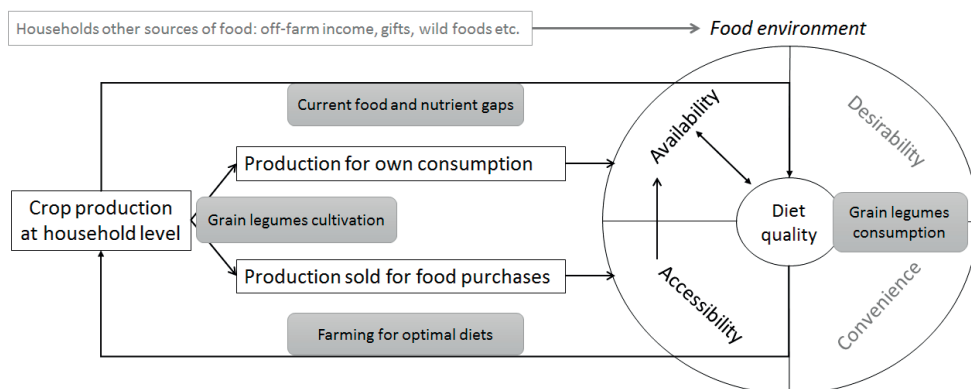 Households other sources of food: off-farm income, gifts, wild foods etc.
Food environment
Current food and nutrient gaps
Availability
Desirability
Production for own consumption
Crop production
at household level
Grain legumes cultivation
Diet
quality
Grain legumes
consumption
Production sold for food purchases
Accessibility
Convenience
Farming for optimal diets